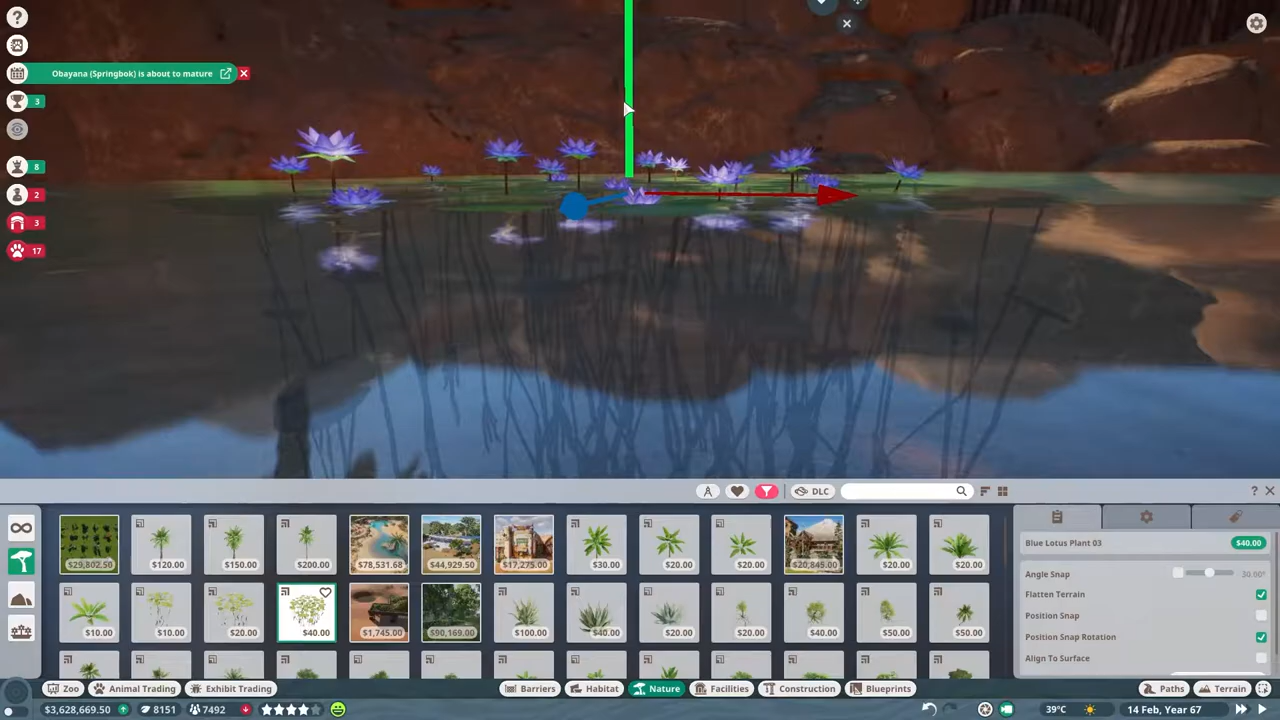 ?
Obayana (Springbok) is about to mature
3
8
2
3
17
DLC
?
$29,802.50
$120.00
$150.00
$200.00
$78,531.68
$44,929.50
$17,275.00
$30.00
$20.00
$20.00
$20,845.00
$20.00
$20.00
Blue Lotus Plant 03
$40.00
Angle Snap
30.00°
Flatten Terrain
Position Snap
Position Snap Rotation
Align To Surface
$10.00
$10.00
$20.00
$40.00
$1,745.00
$90,169.00
$100.00
$40.00
$20.00
$20.00
$40.00
$50.00
$50.00
Zoo
Animal Trading
Exhibit Trading
Barriers
Habitat
Nature
Facilities
Construction
Blueprints
Paths
Terrain
$3,628,669.50
8151
7492
39°C
14 Feb, Year 67